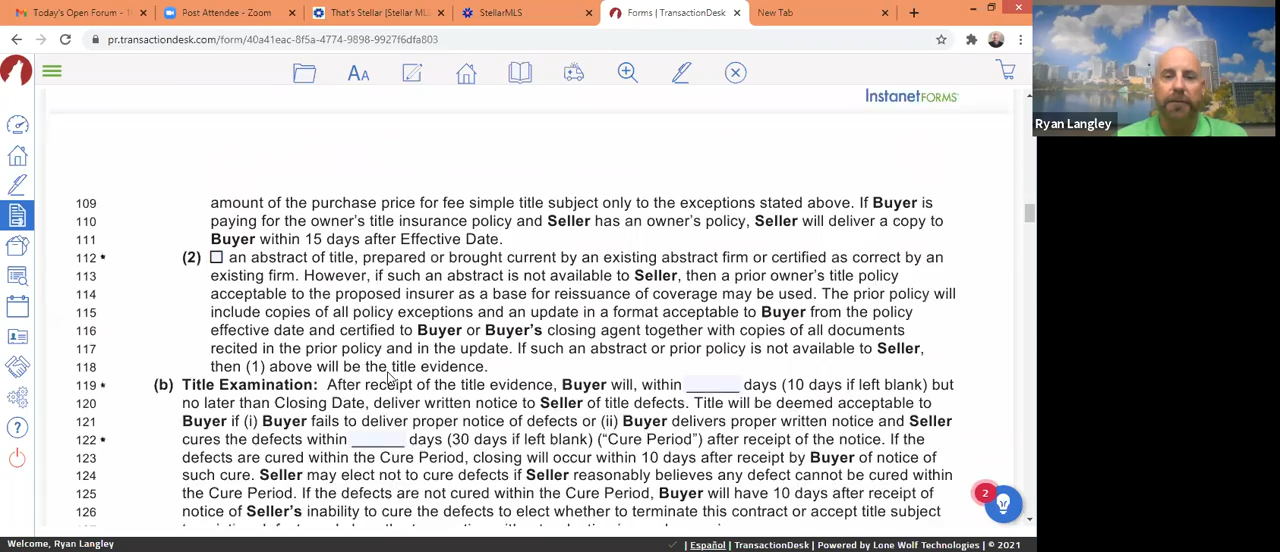 Today's Open Forum - 1
Post Attendee - Zoom
That's Stellar [Stellar ML
StellarMLS
Forms | TransactionDesk
New Tab
pr.transactiondesk.com/form/40a41eac-8f5a-4774-9898-9927f6dfa803
InstanetFORMS
Ryan Langley
109 amount of the purchase price for fee simple title subject only to the exceptions stated above. If Buyer is
110 paying for the owner's title insurance policy and Seller has an owner's policy, Seller will deliver a copy to
111 Buyer within 15 days after Effective Date.
112 * (2) ☐ an abstract of title, prepared or brought current by an existing abstract firm or certified as correct by an
113 existing firm. However, if such an abstract is not available to Seller, then a prior owner's title policy
114 acceptable to the proposed insurer as a base for reissuance of coverage may be used. The prior policy will
115 include copies of all policy exceptions and an update in a format acceptable to Buyer from the policy
116 effective date and certified to Buyer or Buyer's closing agent together with copies of all documents
117 recited in the prior policy and in the update. If such an abstract or prior policy is not available to Seller,
118 then (1) above will be the title evidence.
119 * (b) Title Examination: After receipt of the title evidence, Buyer will, within ______ days (10 days if left blank) but
120 no later than Closing Date, deliver written notice to Seller of title defects. Title will be deemed acceptable to
121 Buyer if (i) Buyer fails to deliver proper notice of defects or (ii) Buyer delivers proper written notice and Seller
122 * cures the defects within ______ days (30 days if left blank) ("Cure Period") after receipt of the notice. If the
123 defects are cured within the Cure Period, closing will occur within 10 days after receipt by Buyer of notice of
124 such cure. Seller may elect not to cure defects if Seller reasonably believes any defect cannot be cured within
125 the Cure Period. If the defects are not cured within the Cure Period, Buyer will have 10 days after receipt of
126 notice of Seller's inability to cure the defects to elect whether to terminate this contract or accept title subject
2
Welcome, Ryan Langley
| Español | TransactionDesk | Powered by Lone Wolf Technologies | © 2021